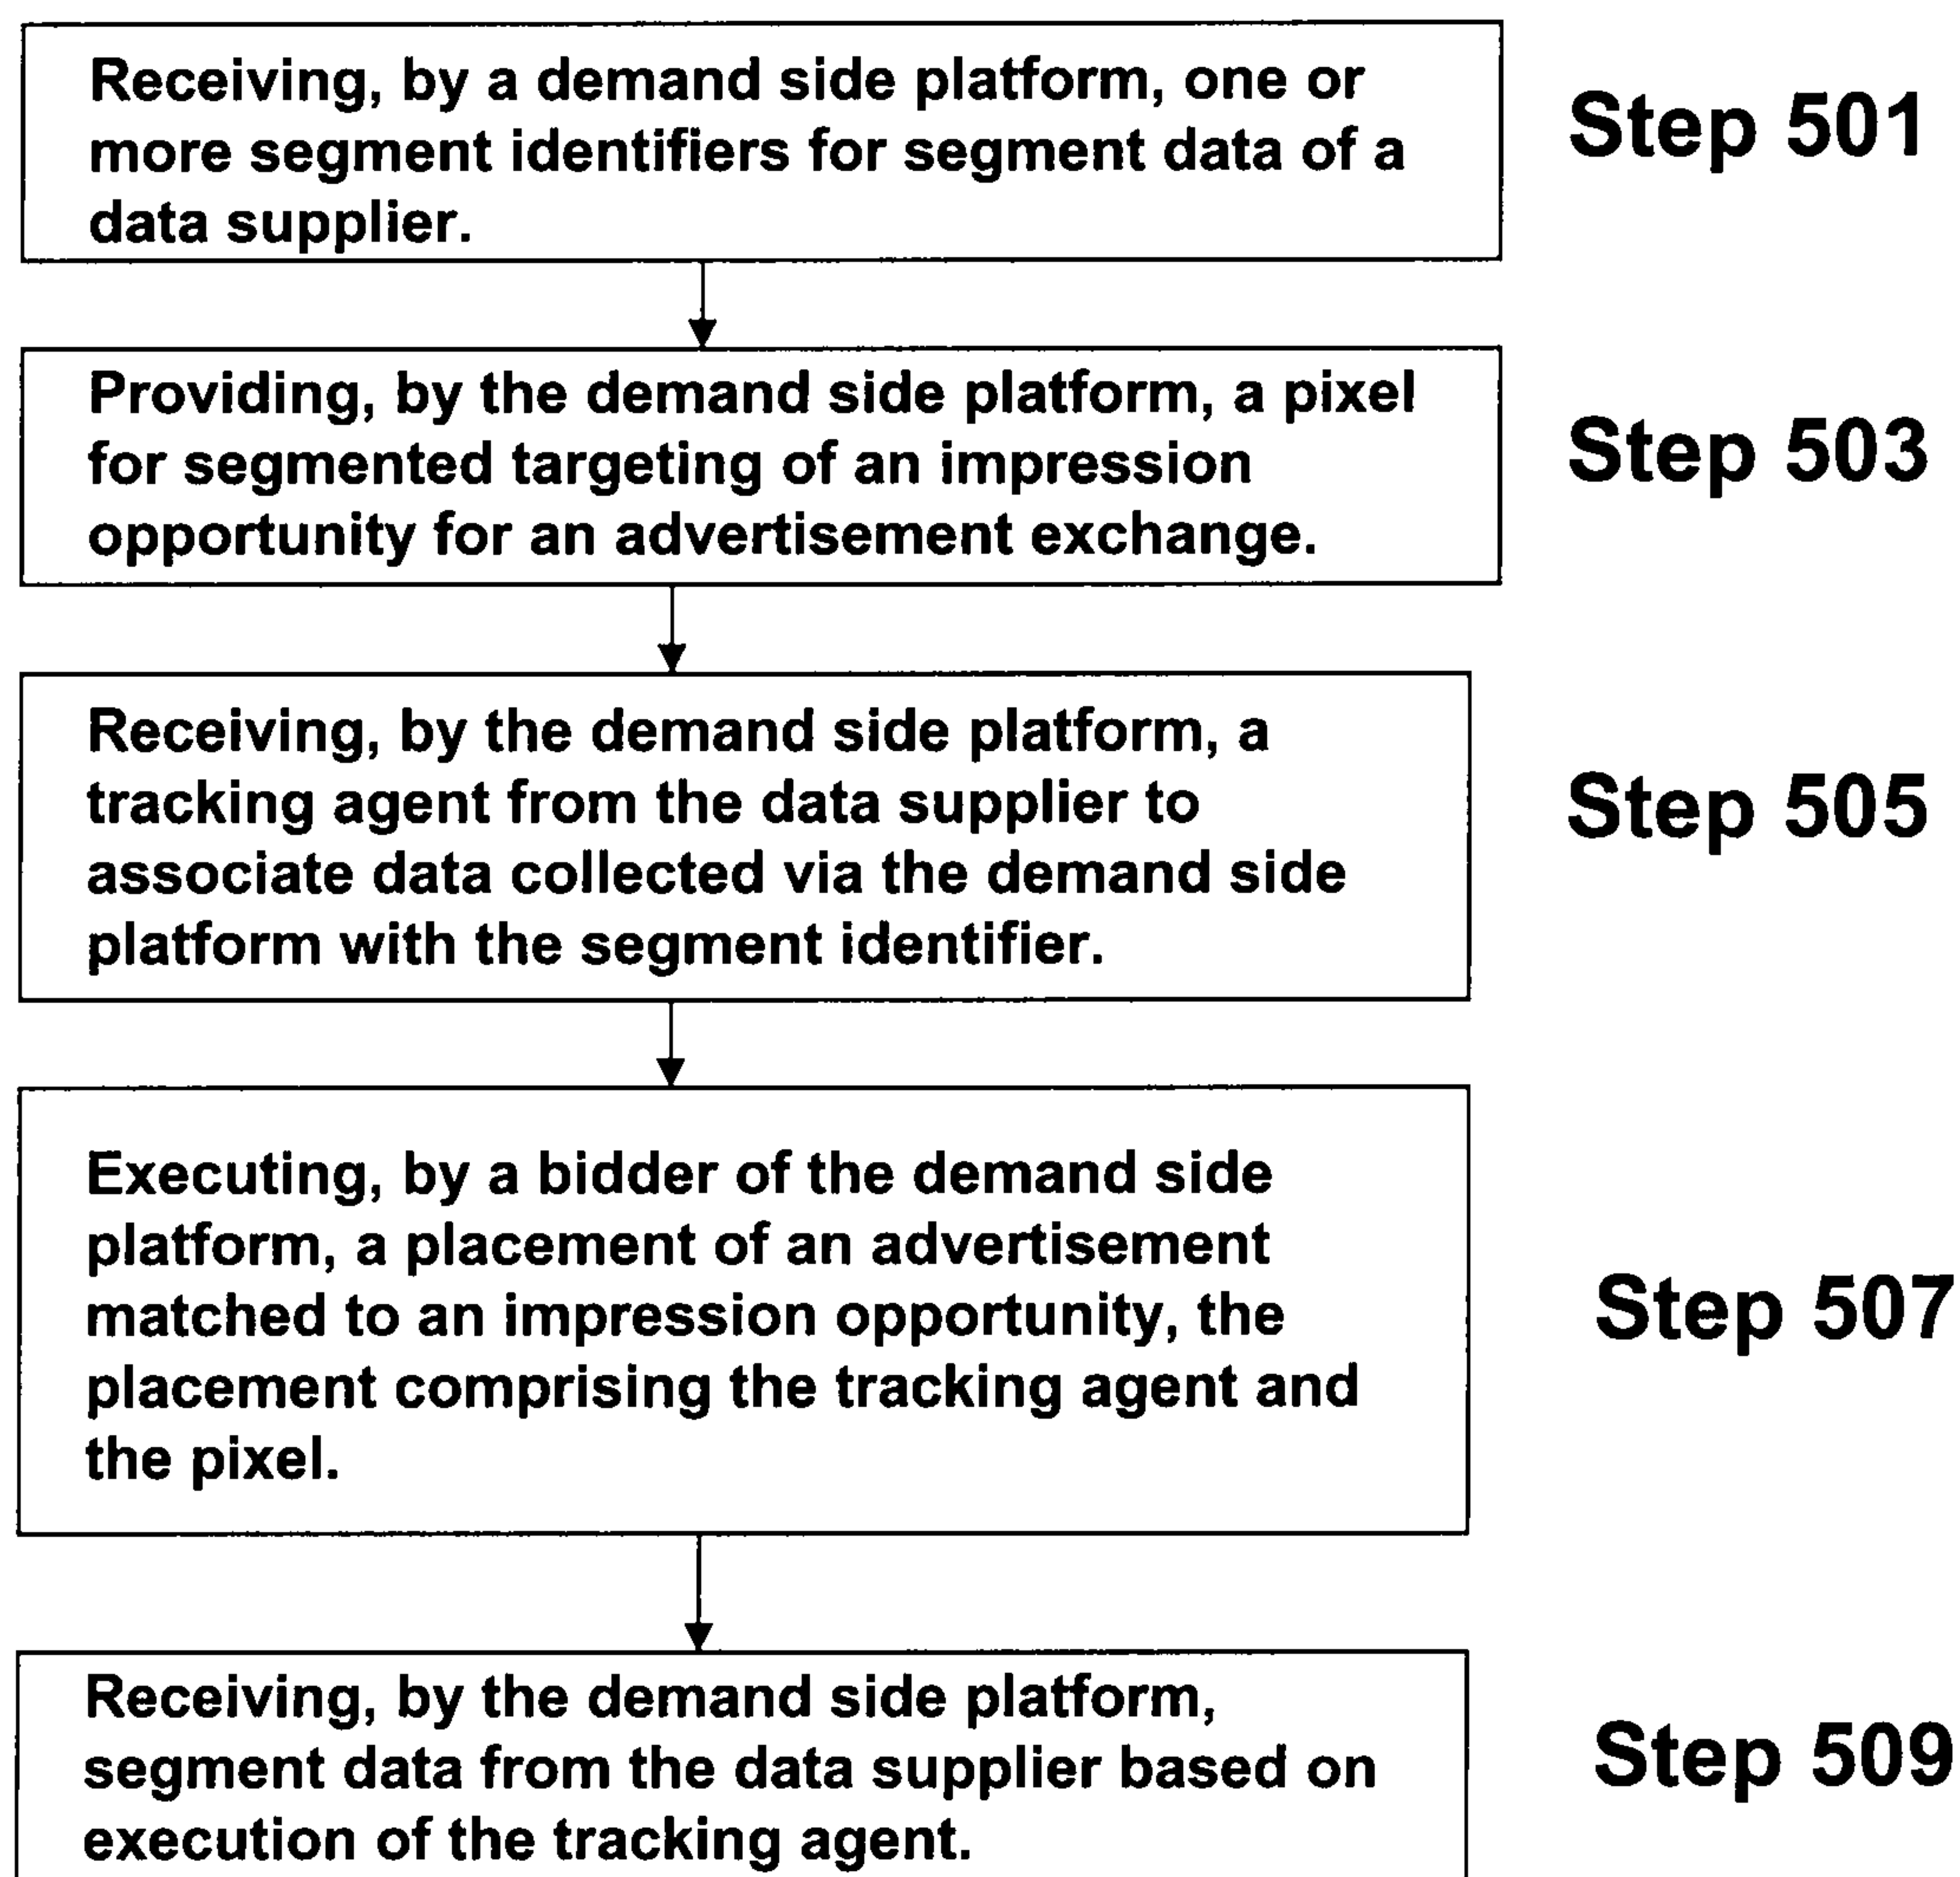 Receiving, by a demand side platform, one or
more segment identifiers for segment data of a
data supplier.
Step 501
Providing, by the demand side platform, a pixel
for segmented targeting of an impression
opportunity for an advertisement exchange.
Step 503
Receiving, by the demand side platform, a
tracking agent from the data supplier to
associate data collected via the demand side
platform with the segment identifier.
Step 505
Executing, by a bidder of the demand side
platform, a placement of an advertisement
matched to an impression opportunity, the
placement comprising the tracking agent and
the pixel.
Step 507
Receiving, by the demand side platform,
segment data from the data supplier based on
execution of the tracking agent.
Step 509